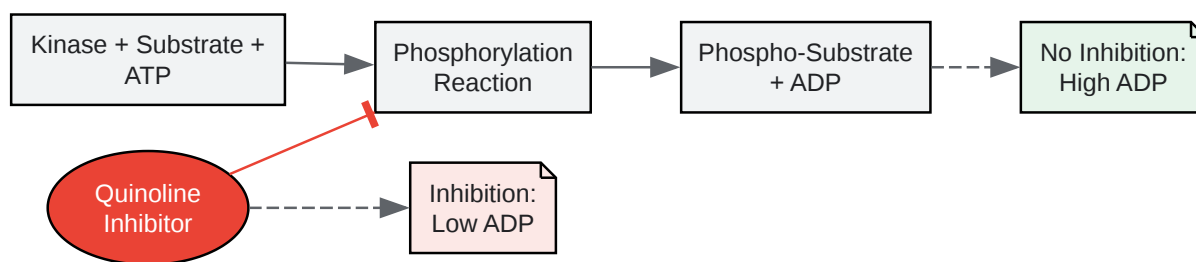 Kinase + Substrate +
ATP
Phosphorylation
Reaction
Phospho-Substrate
+ ADP
No Inhibition:
High ADP
Quinoline
Inhibitor
Inhibition:
Low ADP